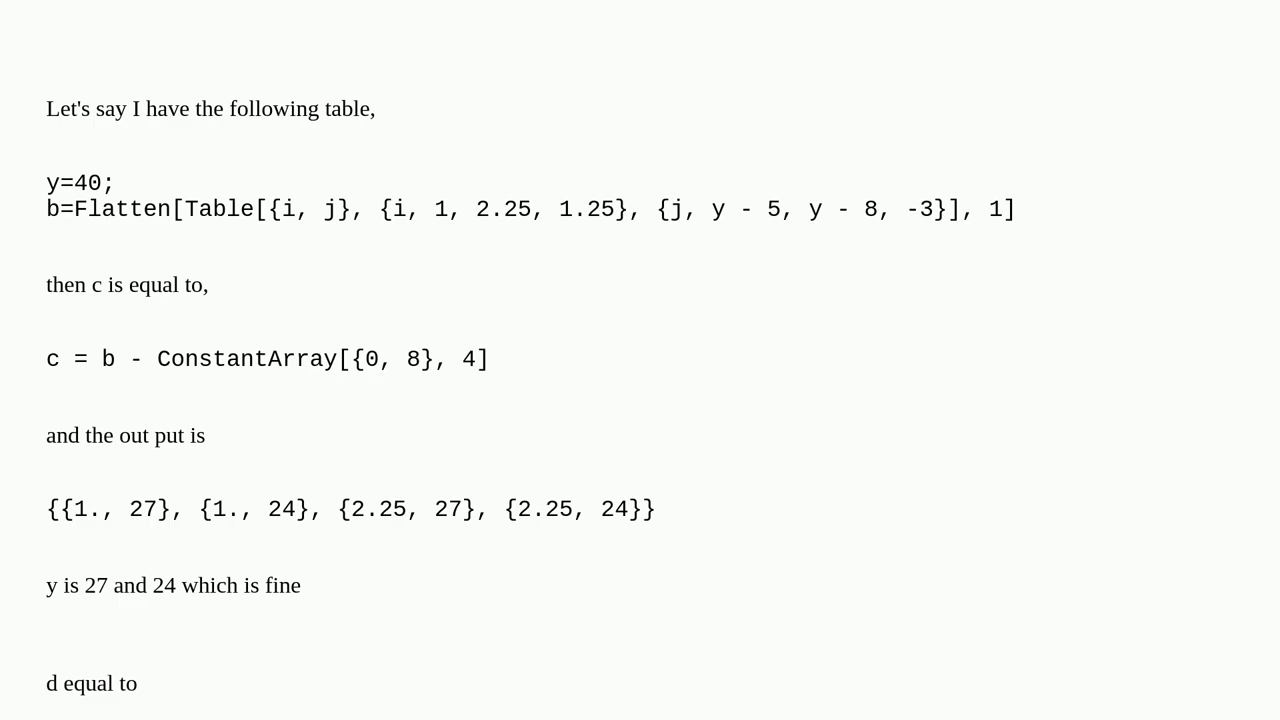 Let's say I have the following table,
y=40;
b=Flatten[Table[{i, j}, {i, 1, 2.25, 1.25}, {j, y - 5, y - 8, -3}], 1]
then c is equal to,
c = b - ConstantArray[{0, 8}, 4]
and the out put is
{{1., 27}, {1., 24}, {2.25, 27}, {2.25, 24}}
y is 27 and 24 which is fine
d equal to